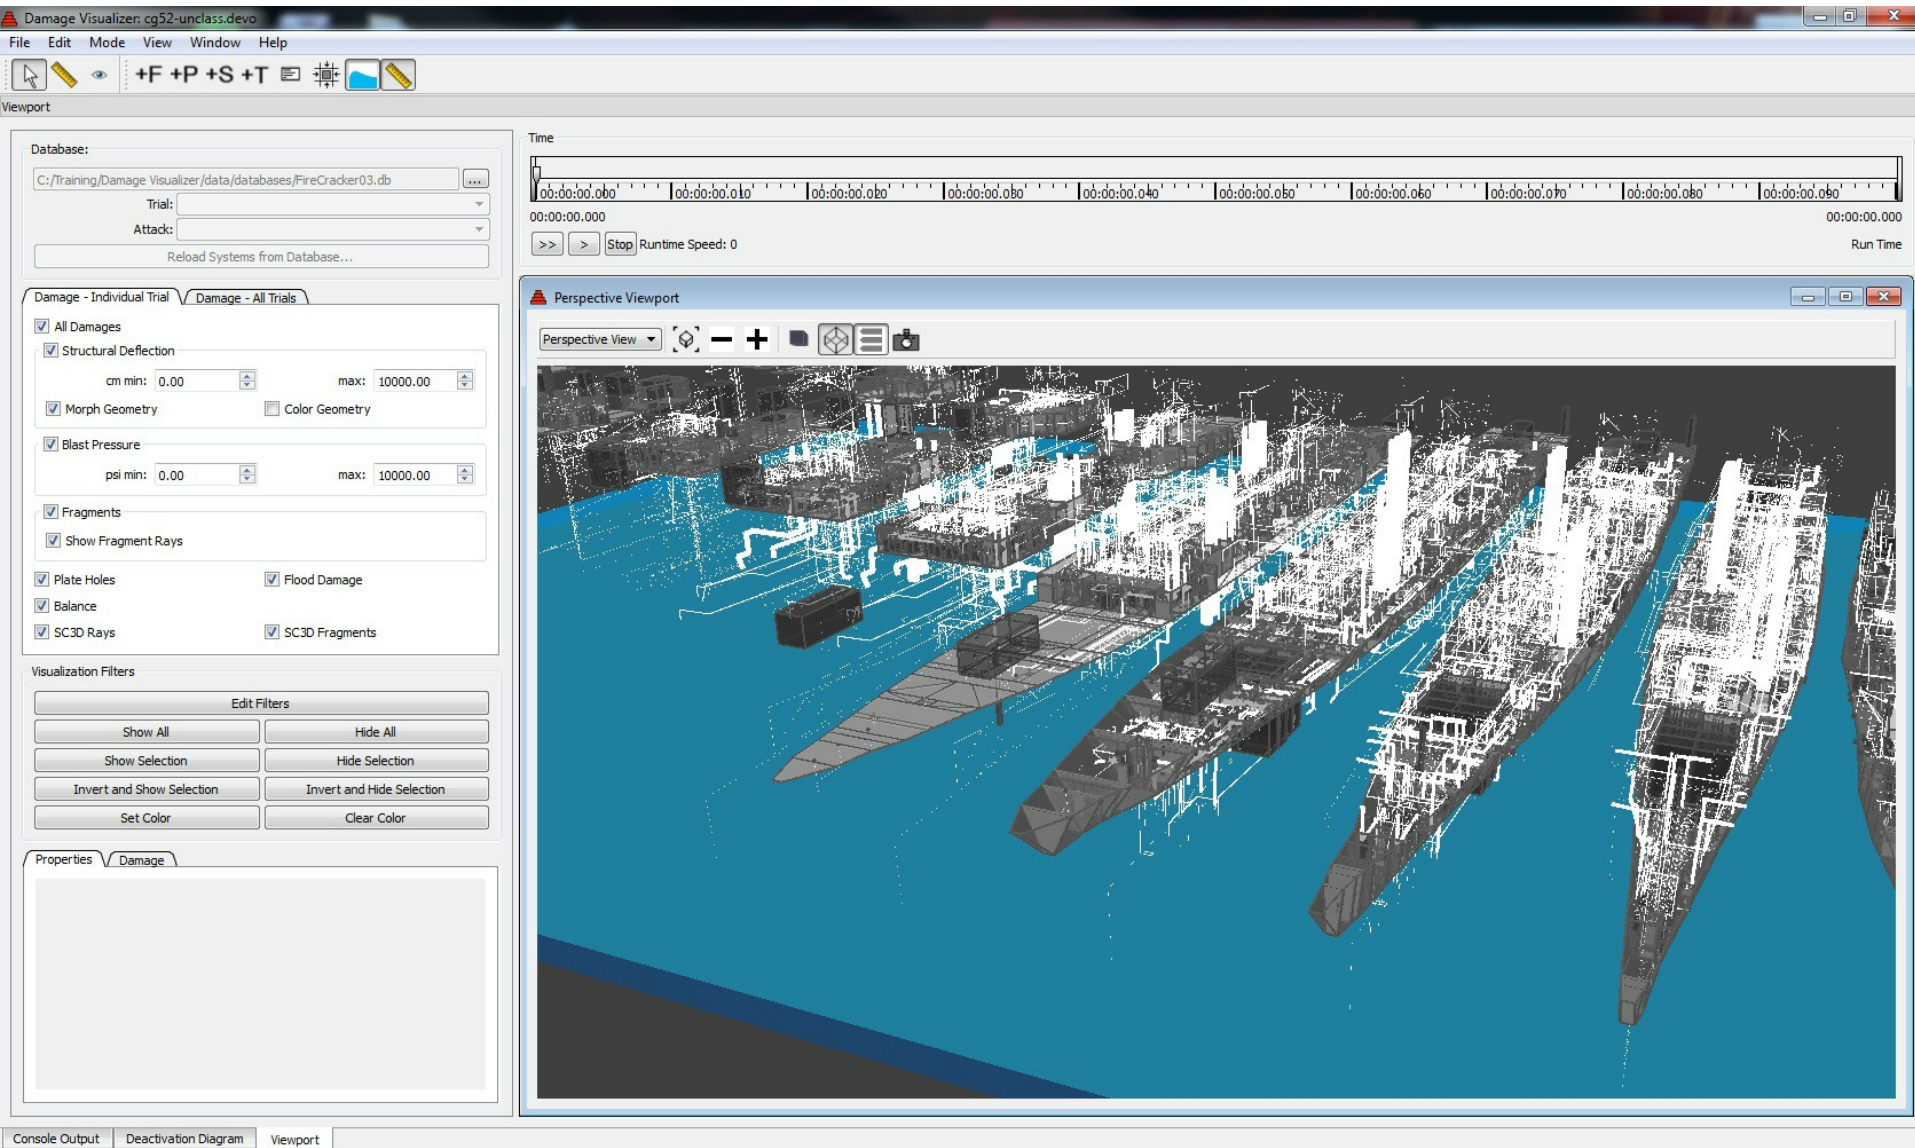 Damage Visualizer: cg52-unclass.devo
File Edit Mode View Window Help
+F +P +S +T
Viewport
Database:
C:/Training/Damage Visualizer/data/databases/FireCracker03.db ...
Trial:
Attack:
Reload Systems from Database...
Damage - Individual Trial Damage - All Trials
All Damages
Structural Deflection
cm min: 0.00 max: 10000.00
Morph Geometry Color Geometry
Blast Pressure
psi min: 0.00 max: 10000.00
Fragments
Show Fragment Rays
Plate Holes Flood Damage
Balance
SC3D Rays SC3D Fragments
Visualization Filters
Edit Filters
Show All Hide All
Show Selection Hide Selection
Invert and Show Selection Invert and Hide Selection
Set Color Clear Color
Properties Damage
Time
00:00:00.000 00:00:00.010 00:00:00.020 00:00:00.030 00:00:00.040 00:00:00.050 00:00:00.060 00:00:00.070 00:00:00.080 00:00:00.090
00:00:00.000 00:00:00.000
>> > Stop Runtime Speed: 0 Run Time
Perspective Viewport
Perspective View
Console Output Deactivation Diagram Viewport